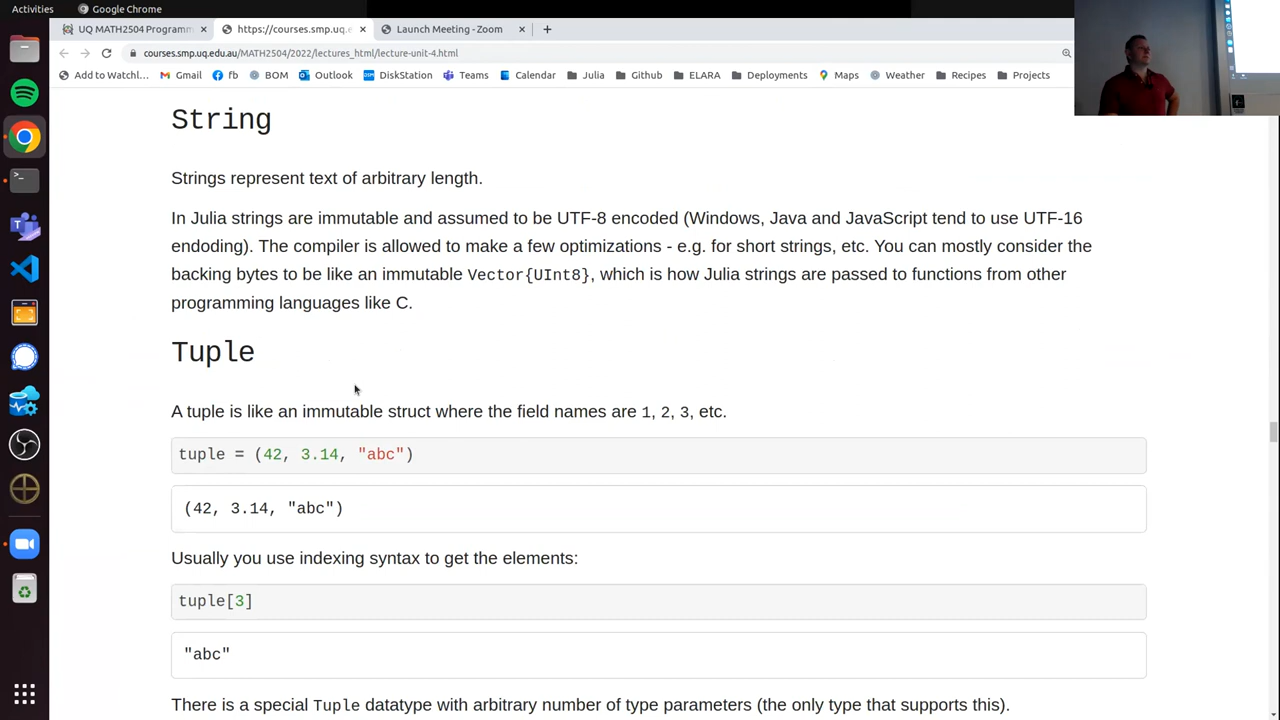 Activities
Google Chrome
UQ MATH2504 Programm
https://courses.smp.uq.e
Launch Meeting - Zoom
courses.smp.uq.edu.au/MATH2504/2022/lectures_html/lecture-unit-4.html
Add to Watchl... Gmail fb BOM Outlook DiskStation Teams Calendar Julia Github ELARA Deployments Maps Weather Recipes Projects
String
Strings represent text of arbitrary length.
In Julia strings are immutable and assumed to be UTF-8 encoded (Windows, Java and JavaScript tend to use UTF-16
endoding). The compiler is allowed to make a few optimizations - e.g. for short strings, etc. You can mostly consider the
backing bytes to be like an immutable Vector{UInt8}, which is how Julia strings are passed to functions from other
programming languages like C.
Tuple
A tuple is like an immutable struct where the field names are 1, 2, 3, etc.
tuple = (42, 3.14, "abc")
(42, 3.14, "abc")
Usually you use indexing syntax to get the elements:
tuple[3]
"abc"
There is a special Tuple datatype with arbitrary number of type parameters (the only type that supports this).